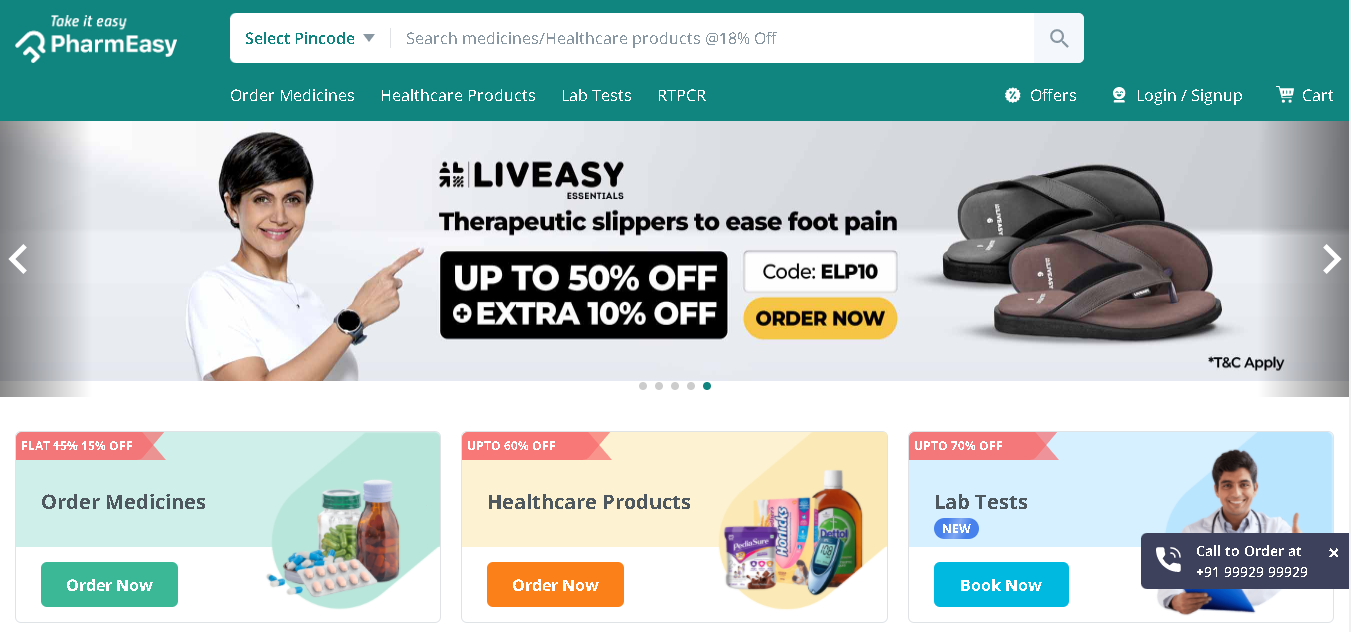 Take it easy
PharmEasy
Select Pincode
Search medicines/Healthcare products @18% Off
Order Medicines
Healthcare Products
Lab Tests
RTPCR
Offers
Login / Signup
Cart
LIVEASY
ESSENTIALS
Therapeutic slippers to ease foot pain
UP TO 50% OFF
+ EXTRA 10% OFF
Code: ELP10
ORDER NOW
*T&C Apply
FLAT 15% 15% OFF
Order Medicines
Order Now
UPTO 60% OFF
Healthcare Products
PediaSure
Horlicks
Dettol
Order Now
UPTO 70% OFF
Lab Tests
NEW
Book Now
Call to Order at
+91 99929 99929